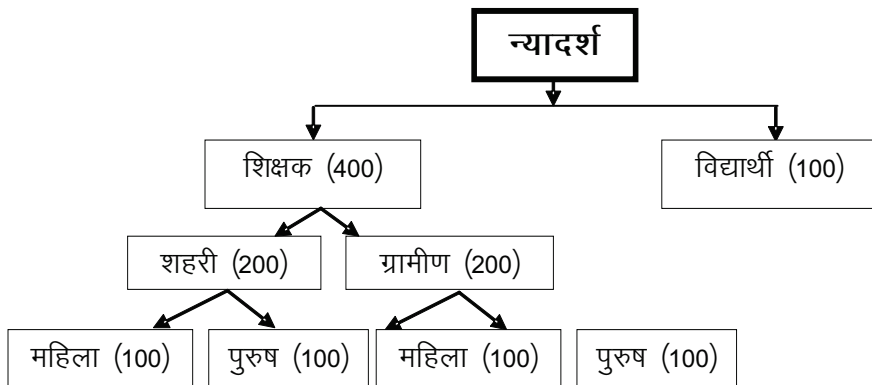 न्यादर्श
शिक्षक (400) विद्यार्थी (100)
शहरी (200) ग्रामीण (200)
महिला (100) पुरुष (100) महिला (100) पुरुष (100)